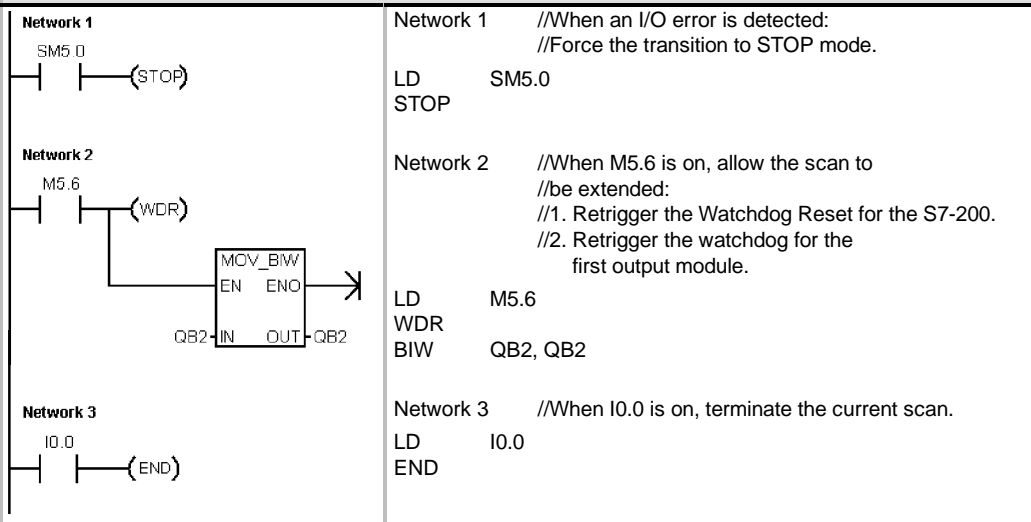 Network 1
SM5.0
(STOP)
Network 2
M5.6
(WDR)
MOV_BIW
EN ENO
QB2 IN OUT QB2
Network 3
I0.0
(END)
Network 1 //When an I/O error is detected:
//Force the transition to STOP mode.
LD SM5.0
STOP
Network 2 //When M5.6 is on, allow the scan to
//be extended:
//1. Retrigger the Watchdog Reset for the S7-200.
//2. Retrigger the watchdog for the
first output module.
LD M5.6
WDR
BIW QB2, QB2
Network 3 //When I0.0 is on, terminate the current scan.
LD I0.0
END